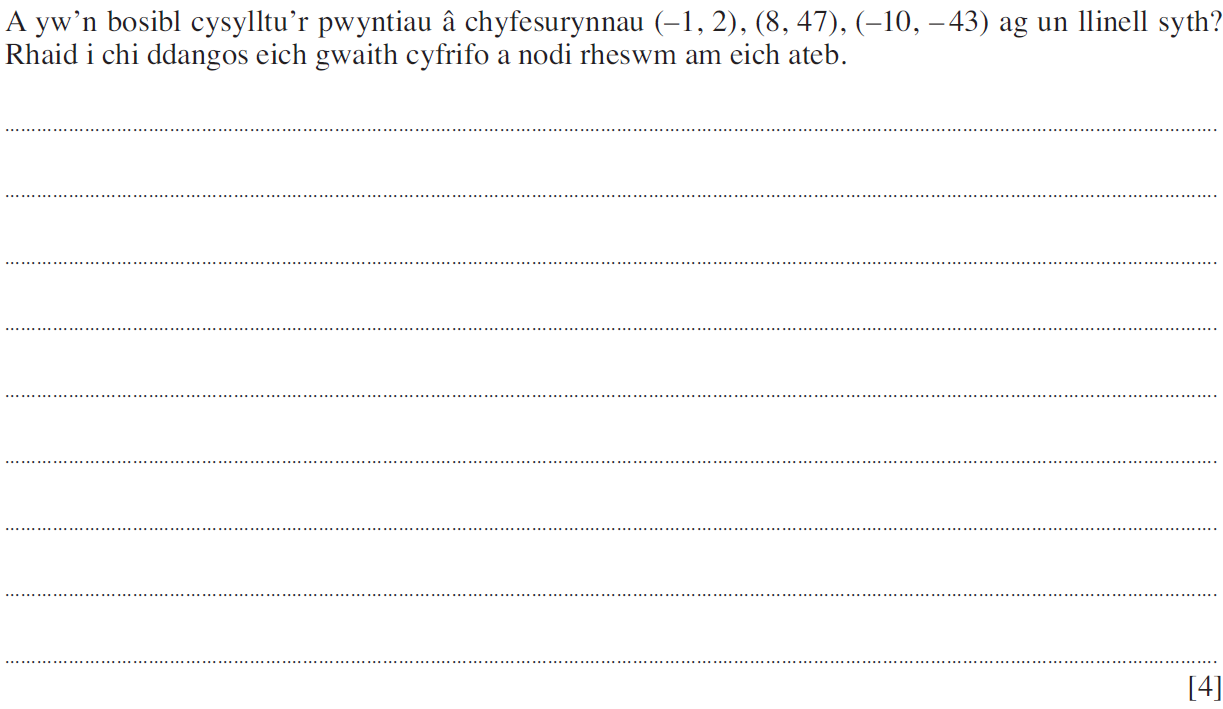 A yw’n bosibl cysylltu’r pwyntiau â chyfesurynnau (–1, 2), (8, 47), (–10, –43) ag un llinell syth?
Rhaid i chi ddangos eich gwaith cyfrifo a nodi rheswm am eich ateb.
[4]